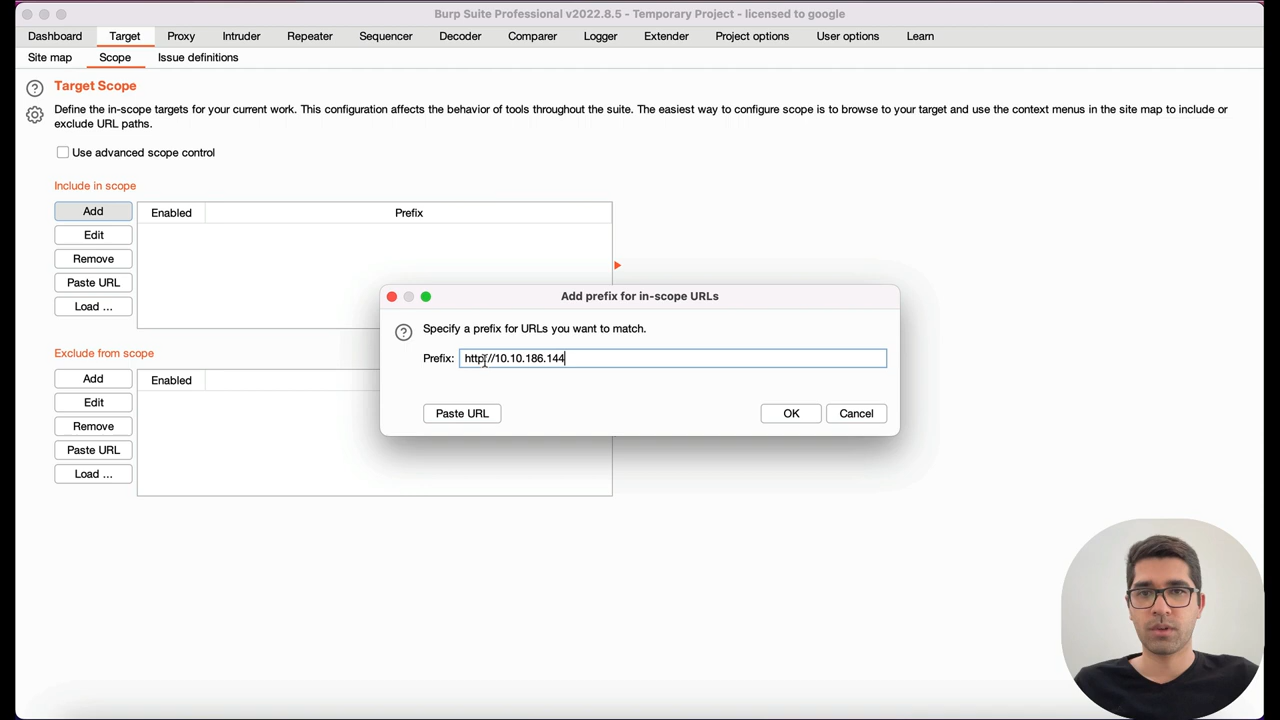 Burp Suite Professional v2022.8.5 - Temporary Project - licensed to google
Dashboard Target Proxy Intruder Repeater Sequencer Decoder Comparer Logger Extender Project options User options Learn
Site map Scope Issue definitions
Target Scope
Define the in-scope targets for your current work. This configuration affects the behavior of tools throughout the suite. The easiest way to configure scope is to browse to your target and use the context menus in the site map to include or
exclude URL paths.
Use advanced scope control
Include in scope
Add
Enabled Prefix
Edit
Remove
Paste URL
Load ...
Add prefix for in-scope URLs
Specify a prefix for URLs you want to match.
Prefix: http://10.10.186.144
Paste URL OK Cancel
Exclude from scope
Add
Enabled
Edit
Remove
Paste URL
Load ...